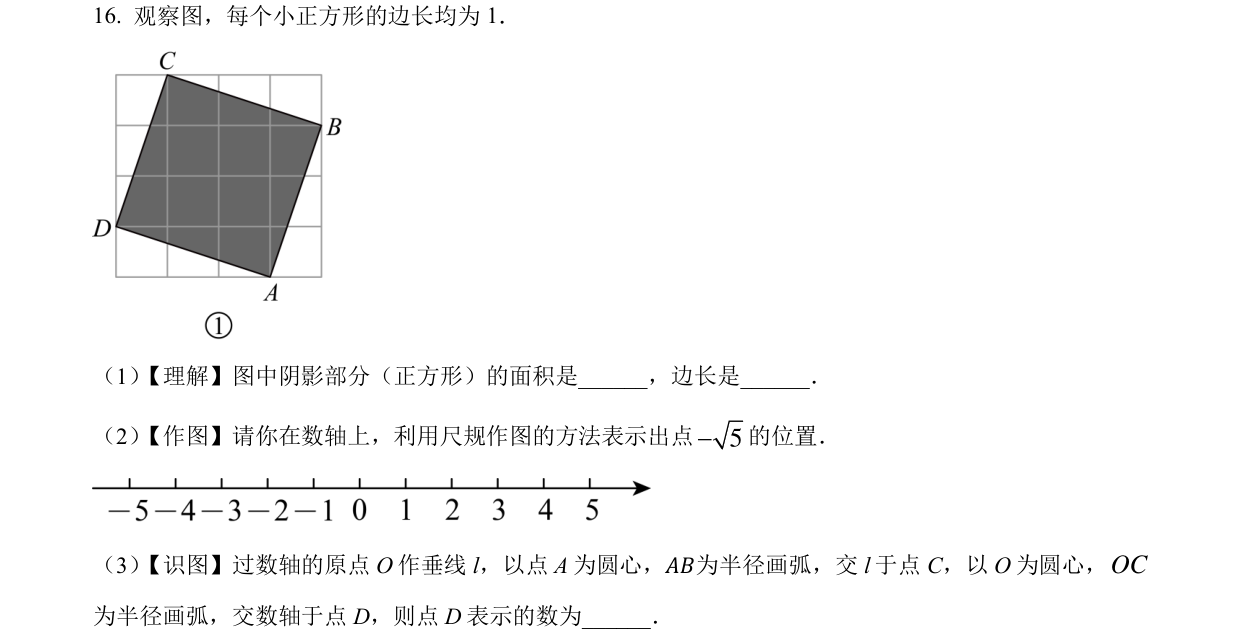 16. 观察图，每个小正方形的边长均为 1．
C
B
D
A
①
（1）【理解】图中阴影部分（正方形）的面积是______，边长是______．
（2）【作图】请你在数轴上，利用尺规作图的方法表示出点 −√5 的位置．
−5 −4 −3 −2 −1 0 1 2 3 4 5
（3）【识图】过数轴的原点 O 作垂线 l，以点 A 为圆心，AB为半径画弧，交 l 于点 C，以 O 为圆心，OC
为半径画弧，交数轴于点 D，则点 D 表示的数为______．